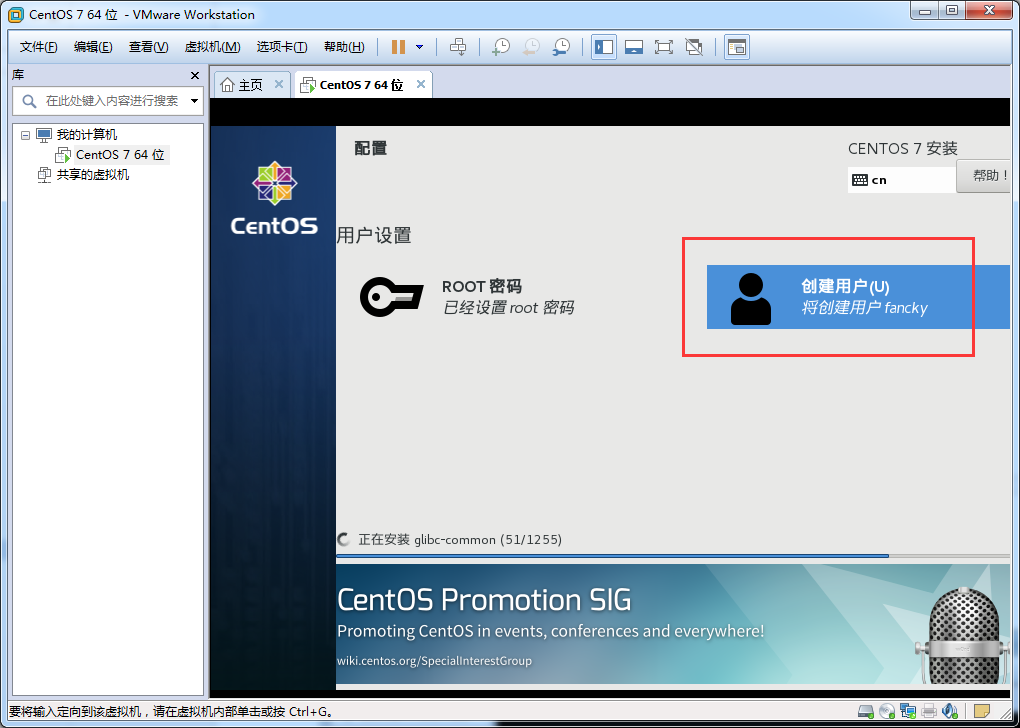 CentOS 7 64 位 - VMware Workstation
文件(F) 编辑(E) 查看(V) 虚拟机(M) 选项卡(T) 帮助(H)
库
在此处键入内容进行搜索
我的计算机
CentOS 7 64 位
共享的虚拟机
主页
CentOS 7 64 位
CentOS
配置
CENTOS 7 安装
cn
帮助！
用户设置
ROOT 密码
已经设置 root 密码
创建用户(U)
将创建用户 fancky
正在安装 glibc-common (51/1255)
CentOS Promotion SIG
Promoting CentOS in events, conferences and everywhere!
wiki.centos.org/SpecialInterestGroup
要将输入定向到该虚拟机，请在虚拟机内部单击或按 Ctrl+G。